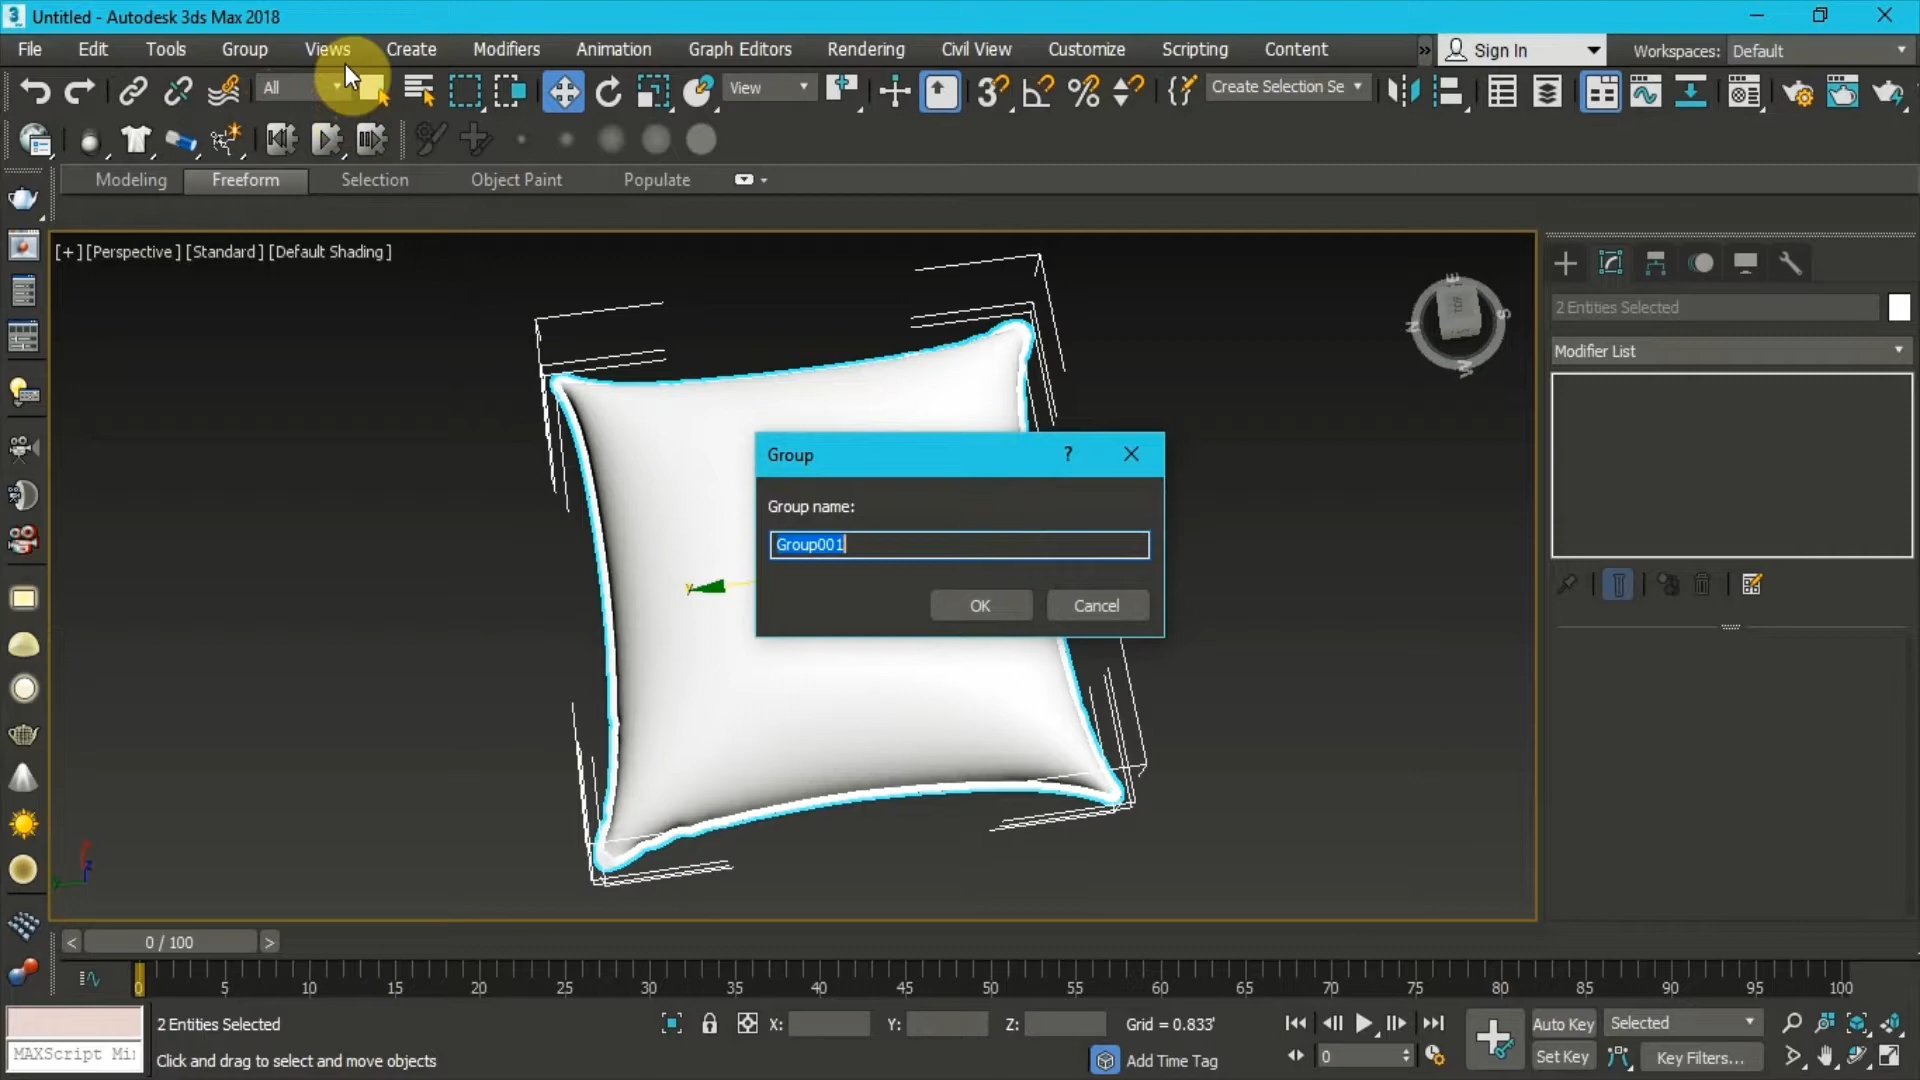 Untitled - Autodesk 3ds Max 2018
File Edit Tools Group Views Create Modifiers Animation Graph Editors Rendering Civil View Customize Scripting Content » Sign In Workspaces: Default
All View Create Selection Se
Modeling Freeform Selection Object Paint Populate
[+] [Perspective ] [Standard ] [Default Shading ]
2 Entities Selected
Modifier List
Group ?
Group name:
Group001
OK Cancel
y
< 0 / 100 >
0 5 10 15 20 25 30 35 40 45 50 55 60 65 70 75 80 85 90 95 100
2 Entities Selected X: Y: Z: Grid = 0.833' Auto Key Selected
MAXScript Mi
Click and drag to select and move objects Add Time Tag 0 Set Key Key Filters...